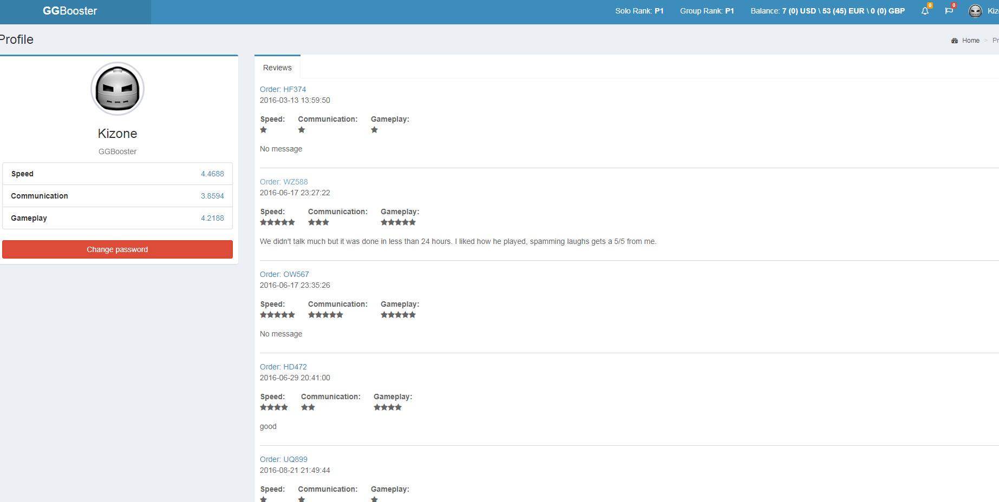 GGBooster
Solo Rank: P1 Group Rank: P1 Balance: 7 (0) USD \ 53 (45) EUR \ 0 (0) GBP 0 0 Kiz
Profile
Home > Pr
Kizone
GGBooster
Speed 4.4688
Communication 3.8594
Gameplay 4.2188
Change password
Reviews
Order: HF374
2016-03-13 13:59:50
Speed: Communication: Gameplay:
No message
Order: WZ588
2016-06-17 23:27:22
Speed: Communication: Gameplay:
We didn't talk much but it was done in less than 24 hours. I liked how he played, spamming laughs gets a 5/5 from me.
Order: OW567
2016-06-17 23:35:26
Speed: Communication: Gameplay:
No message
Order: HD472
2016-06-29 20:41:00
Speed: Communication: Gameplay:
good
Order: UQ899
2016-08-21 21:49:44
Speed: Communication: Gameplay: